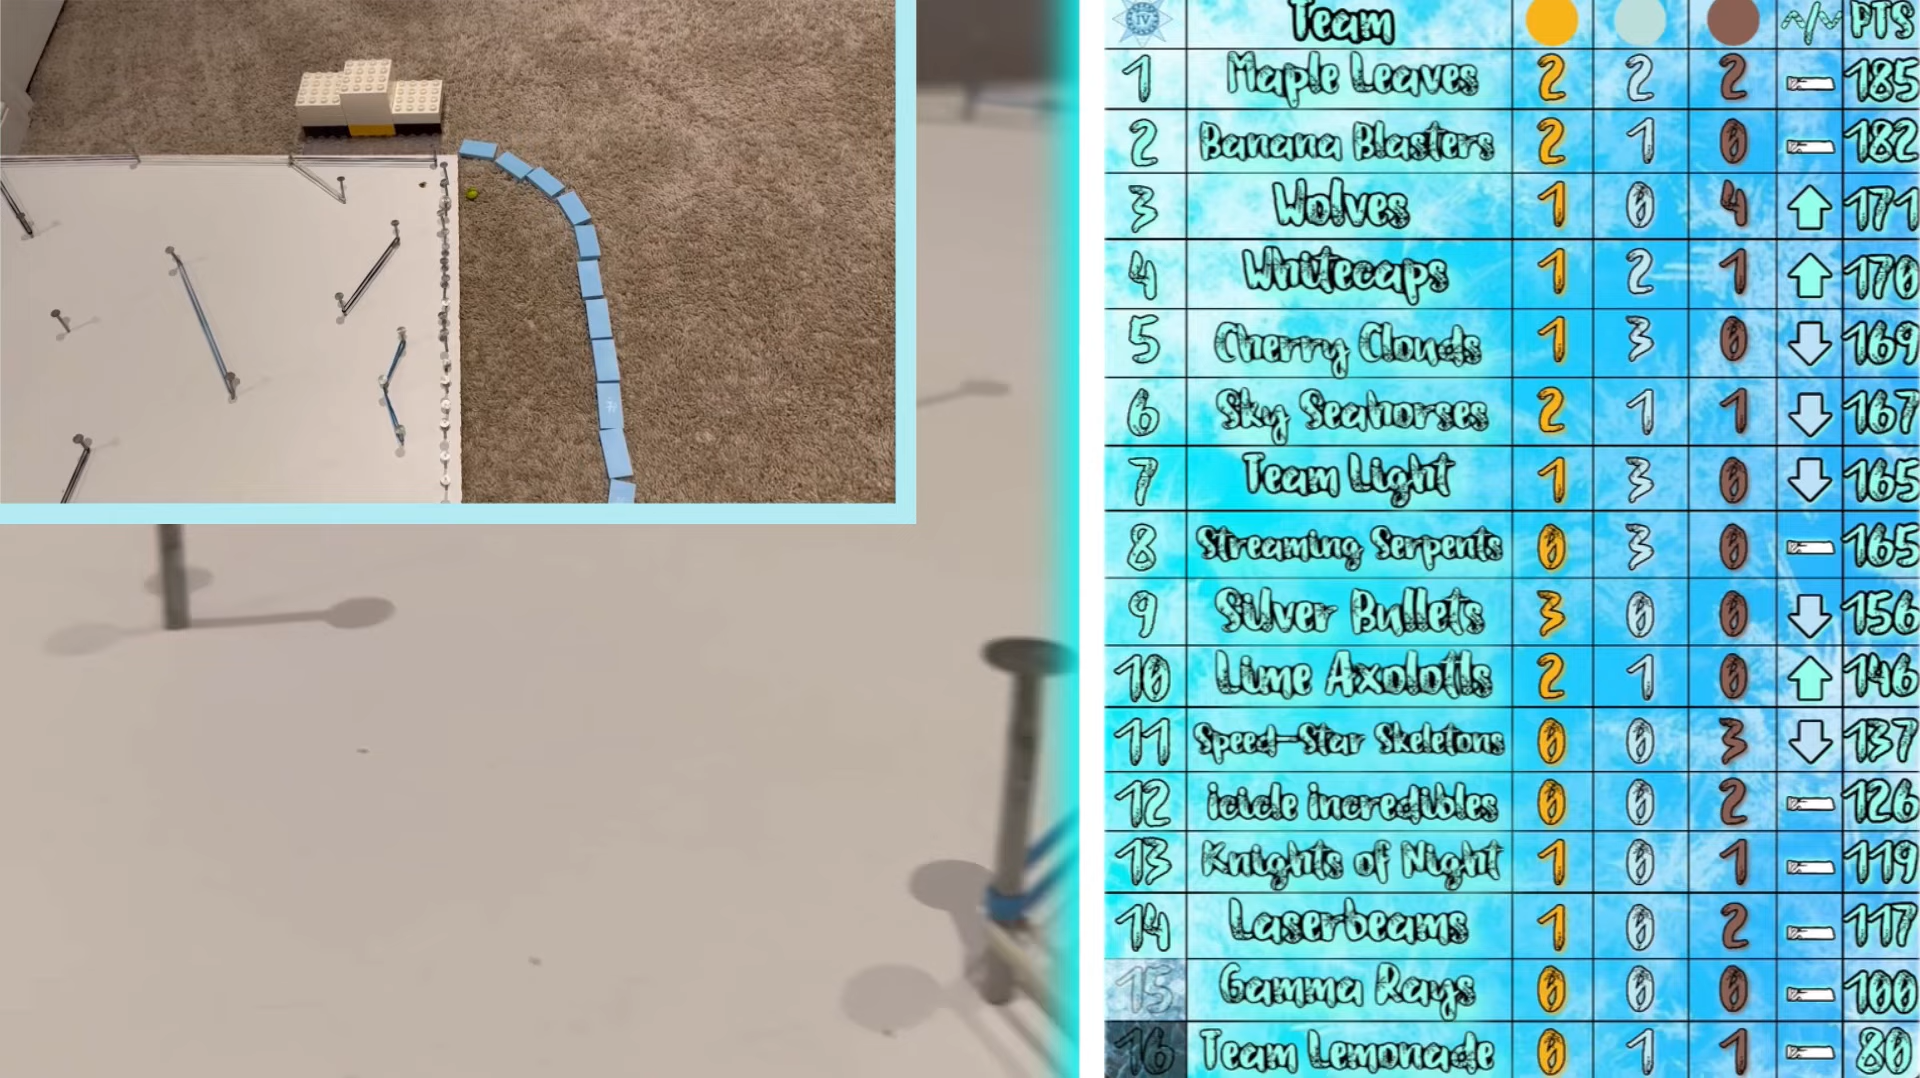 IV Team PTS
1 Maple Leaves 2 2 2 185
2 Banana Blasters 2 1 0 182
3 Wolves 1 0 4 171
4 Whitecaps 1 2 1 170
5 Cherry Clouds 1 3 0 169
6 Sky Seahorses 2 1 1 167
7 Team Light 1 3 0 165
8 Streaming Serpents 0 3 0 165
9 Silver Bullets 3 0 0 156
10 Lime Axolotls 2 1 0 146
11 Speed-Star Skeletons 0 0 3 137
12 icicle incredibles 0 0 2 126
13 Knights of Night 1 0 1 119
14 Laserbeams 1 0 2 117
15 Gamma Rays 0 0 0 100
16 Team Lemonade 0 1 1 80